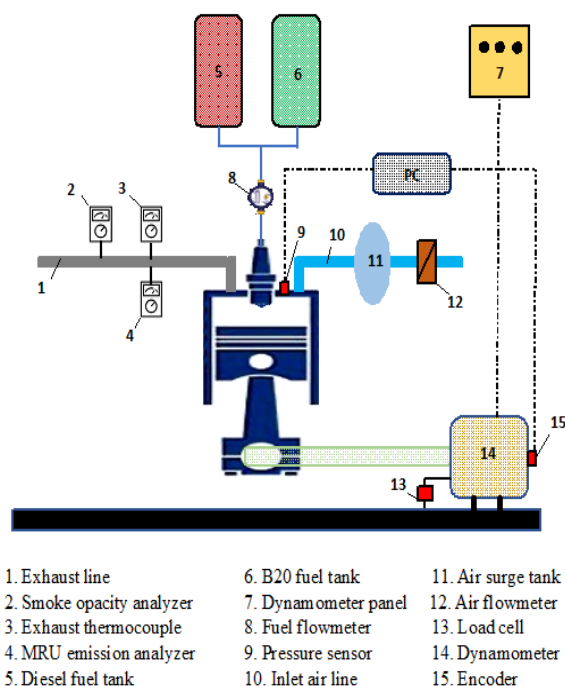 5
6
7
PC
2
3
8
9
10
11
12
1
4
15
14
13
1. Exhaust line
2. Smoke opacity analyzer
3. Exhaust thermocouple
4. MRU emission analyzer
5. Diesel fuel tank
6. B20 fuel tank
7. Dynamometer panel
8. Fuel flowmeter
9. Pressure sensor
10. Inlet air line
11. Air surge tank
12. Air flowmeter
13. Load cell
14. Dynamometer
15. Encoder